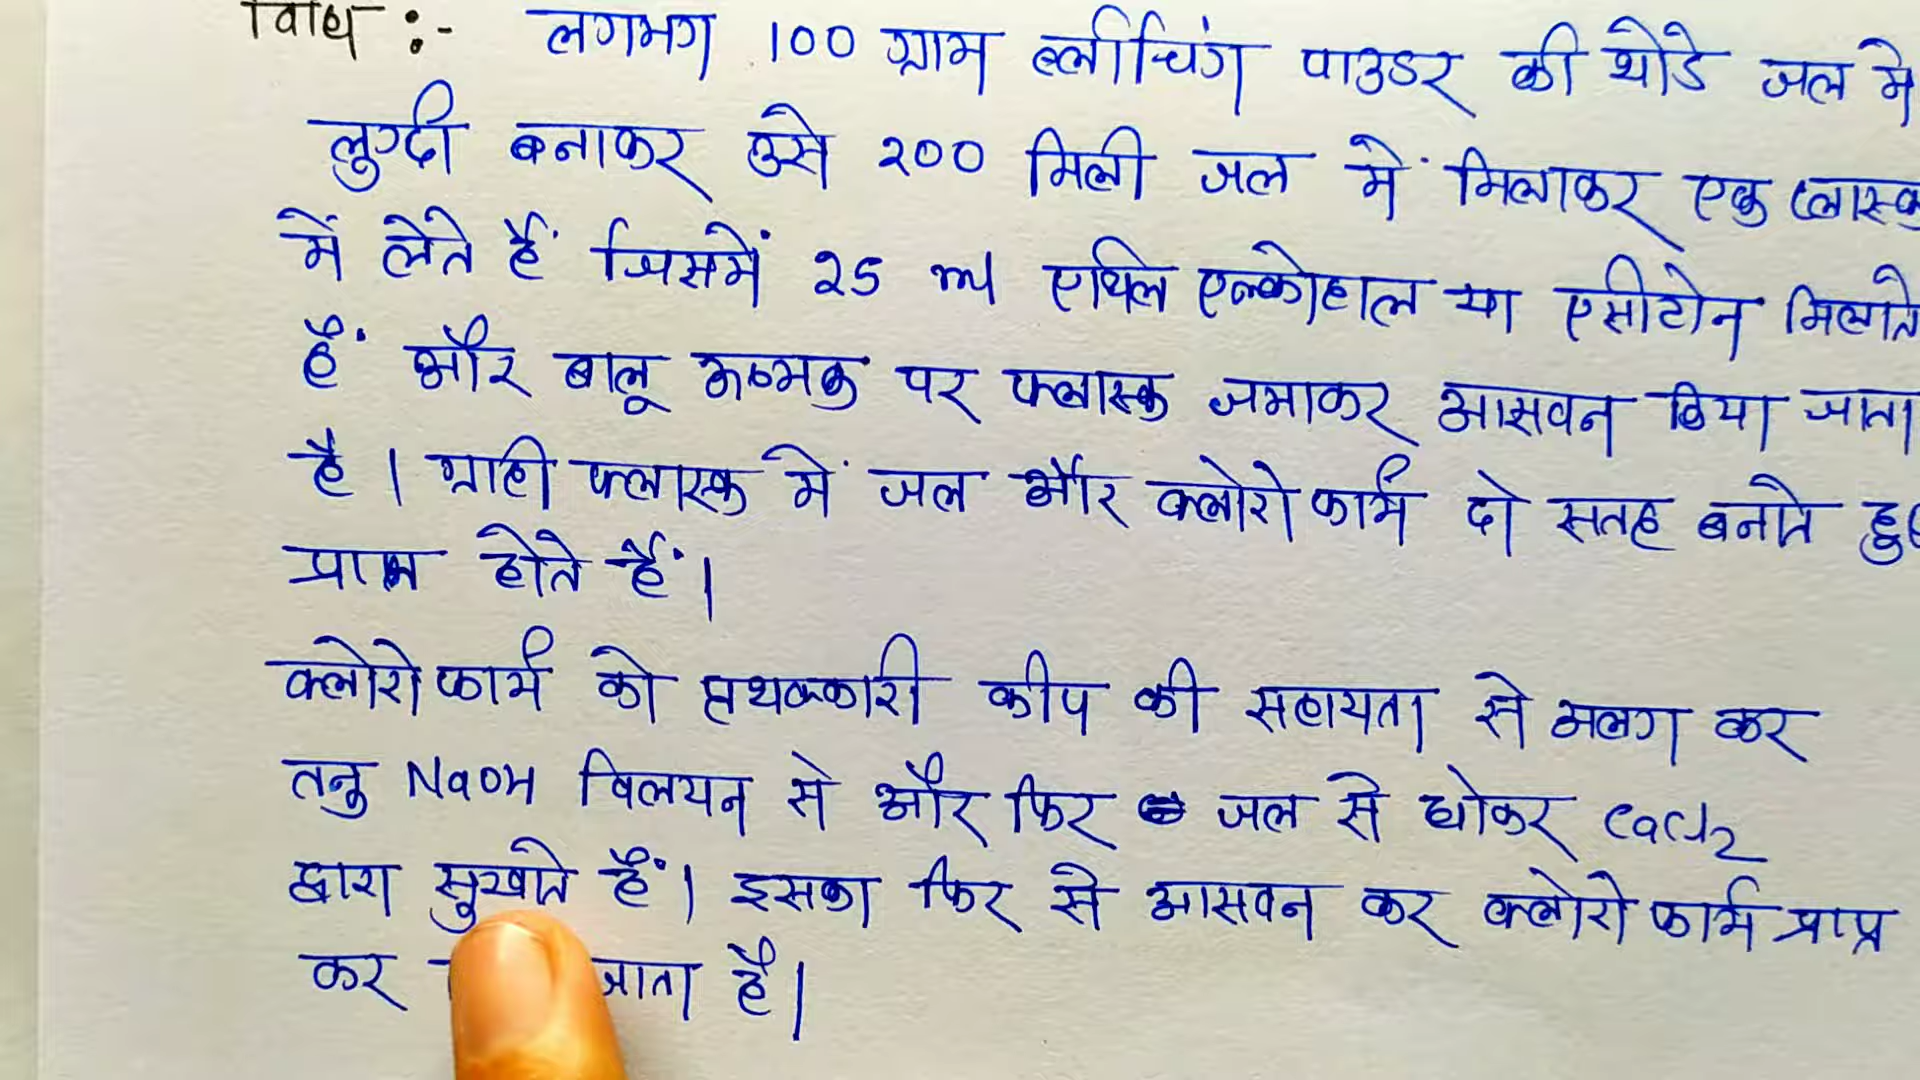 विधि :- लगभग 100 ग्राम ब्लीचिंग पाउडर की थोडे जल मे
लुग्दी बनाकर उसे 200 मिली जल में मिलाकर एक फ्लास्क
में लेते हैं जिसमें 25 ml एथिल एल्कोहाल या एसीटोन मिलाते
हैं और बालू ऊष्मक पर फ्लास्क जमाकर आसवन किया जाता
है। ग्राही फ्लास्क में जल और क्लोरोफार्म दो सतह बनाते हुए
प्राप्त होते हैं।
क्लोरोफार्म को पृथक्कारी कीप की सहायता से अलग कर
तनु NaOH विलयन से और फिर जल से धोकर CaCl2
द्वारा सुखाते हैं। इसका फिर से आसवन कर क्लोरोफार्म प्राप्त
कर जाता है।